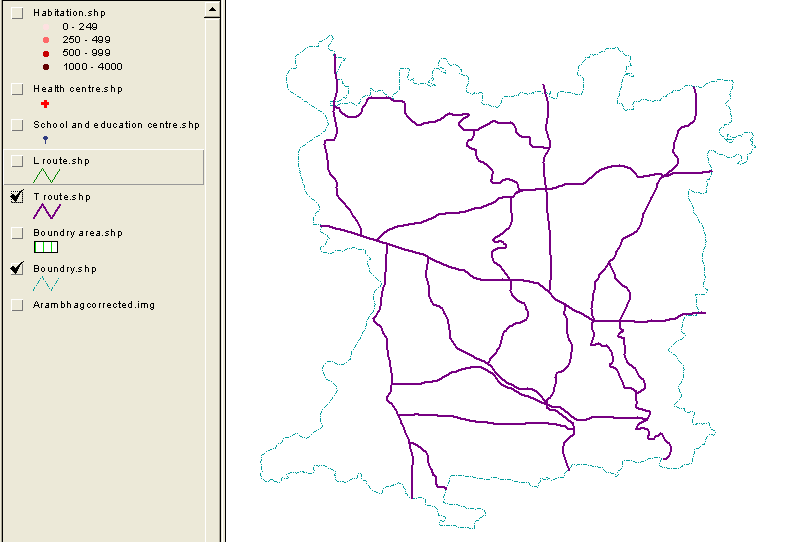 Habitation.shp
0 - 249
250 - 499
500 - 999
1000 - 4000
Health centre.shp
School and education centre.shp
L route.shp
T route.shp
Boundry area.shp
Boundry.shp
Arambhagcorrected.img